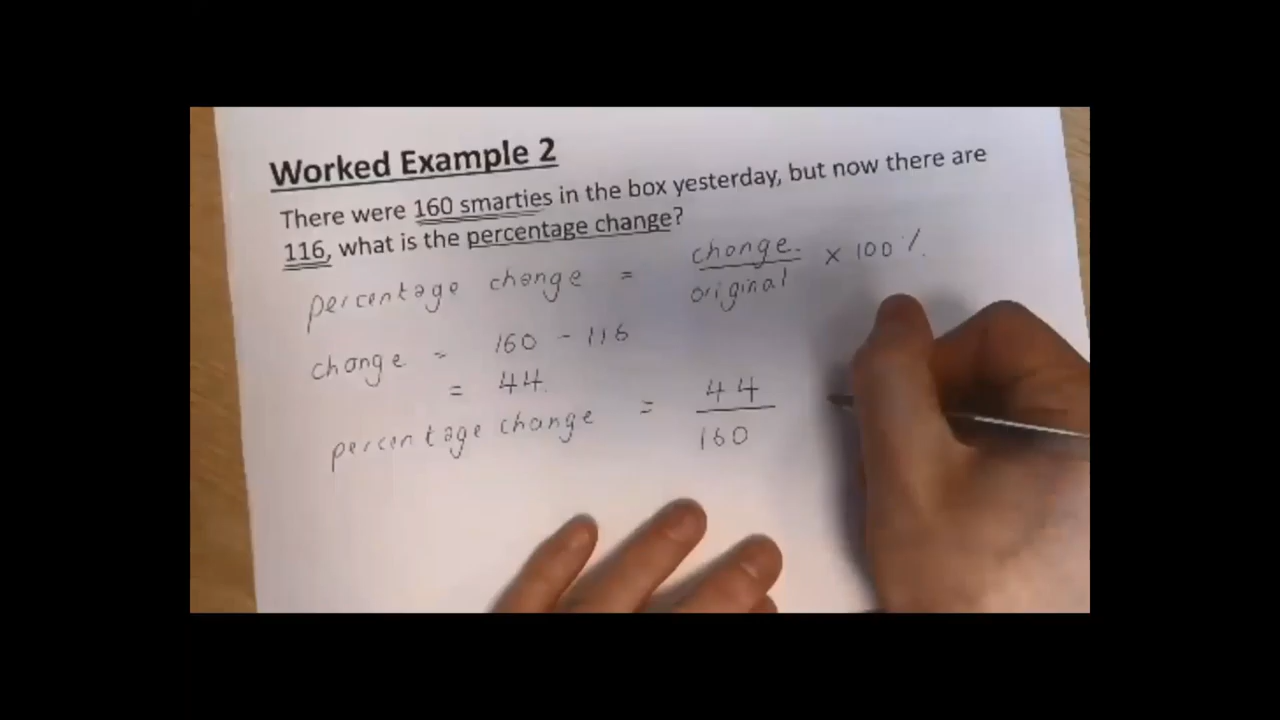 Worked Example 2
There were 160 smarties in the box yesterday, but now there are
116, what is the percentage change?
percentage change = change / original × 100%
change = 160 - 116
= 44
percentage change = 44 / 160